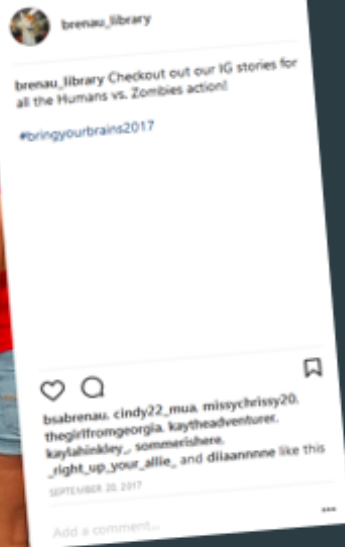 brenau_library
brenau_library Checkout out our IG stories for
all the Humans vs. Zombies action!
#bringyourbrains2017
bsabrenau, cindy22_mua, missychrissy20,
thegirlfromgeorgia, kaytheadventurer,
kaylahinkley_, sommerishere,
_right_up_your_allie_ and diiaannnne like this
SEPTEMBER 20, 2017
Add a comment...